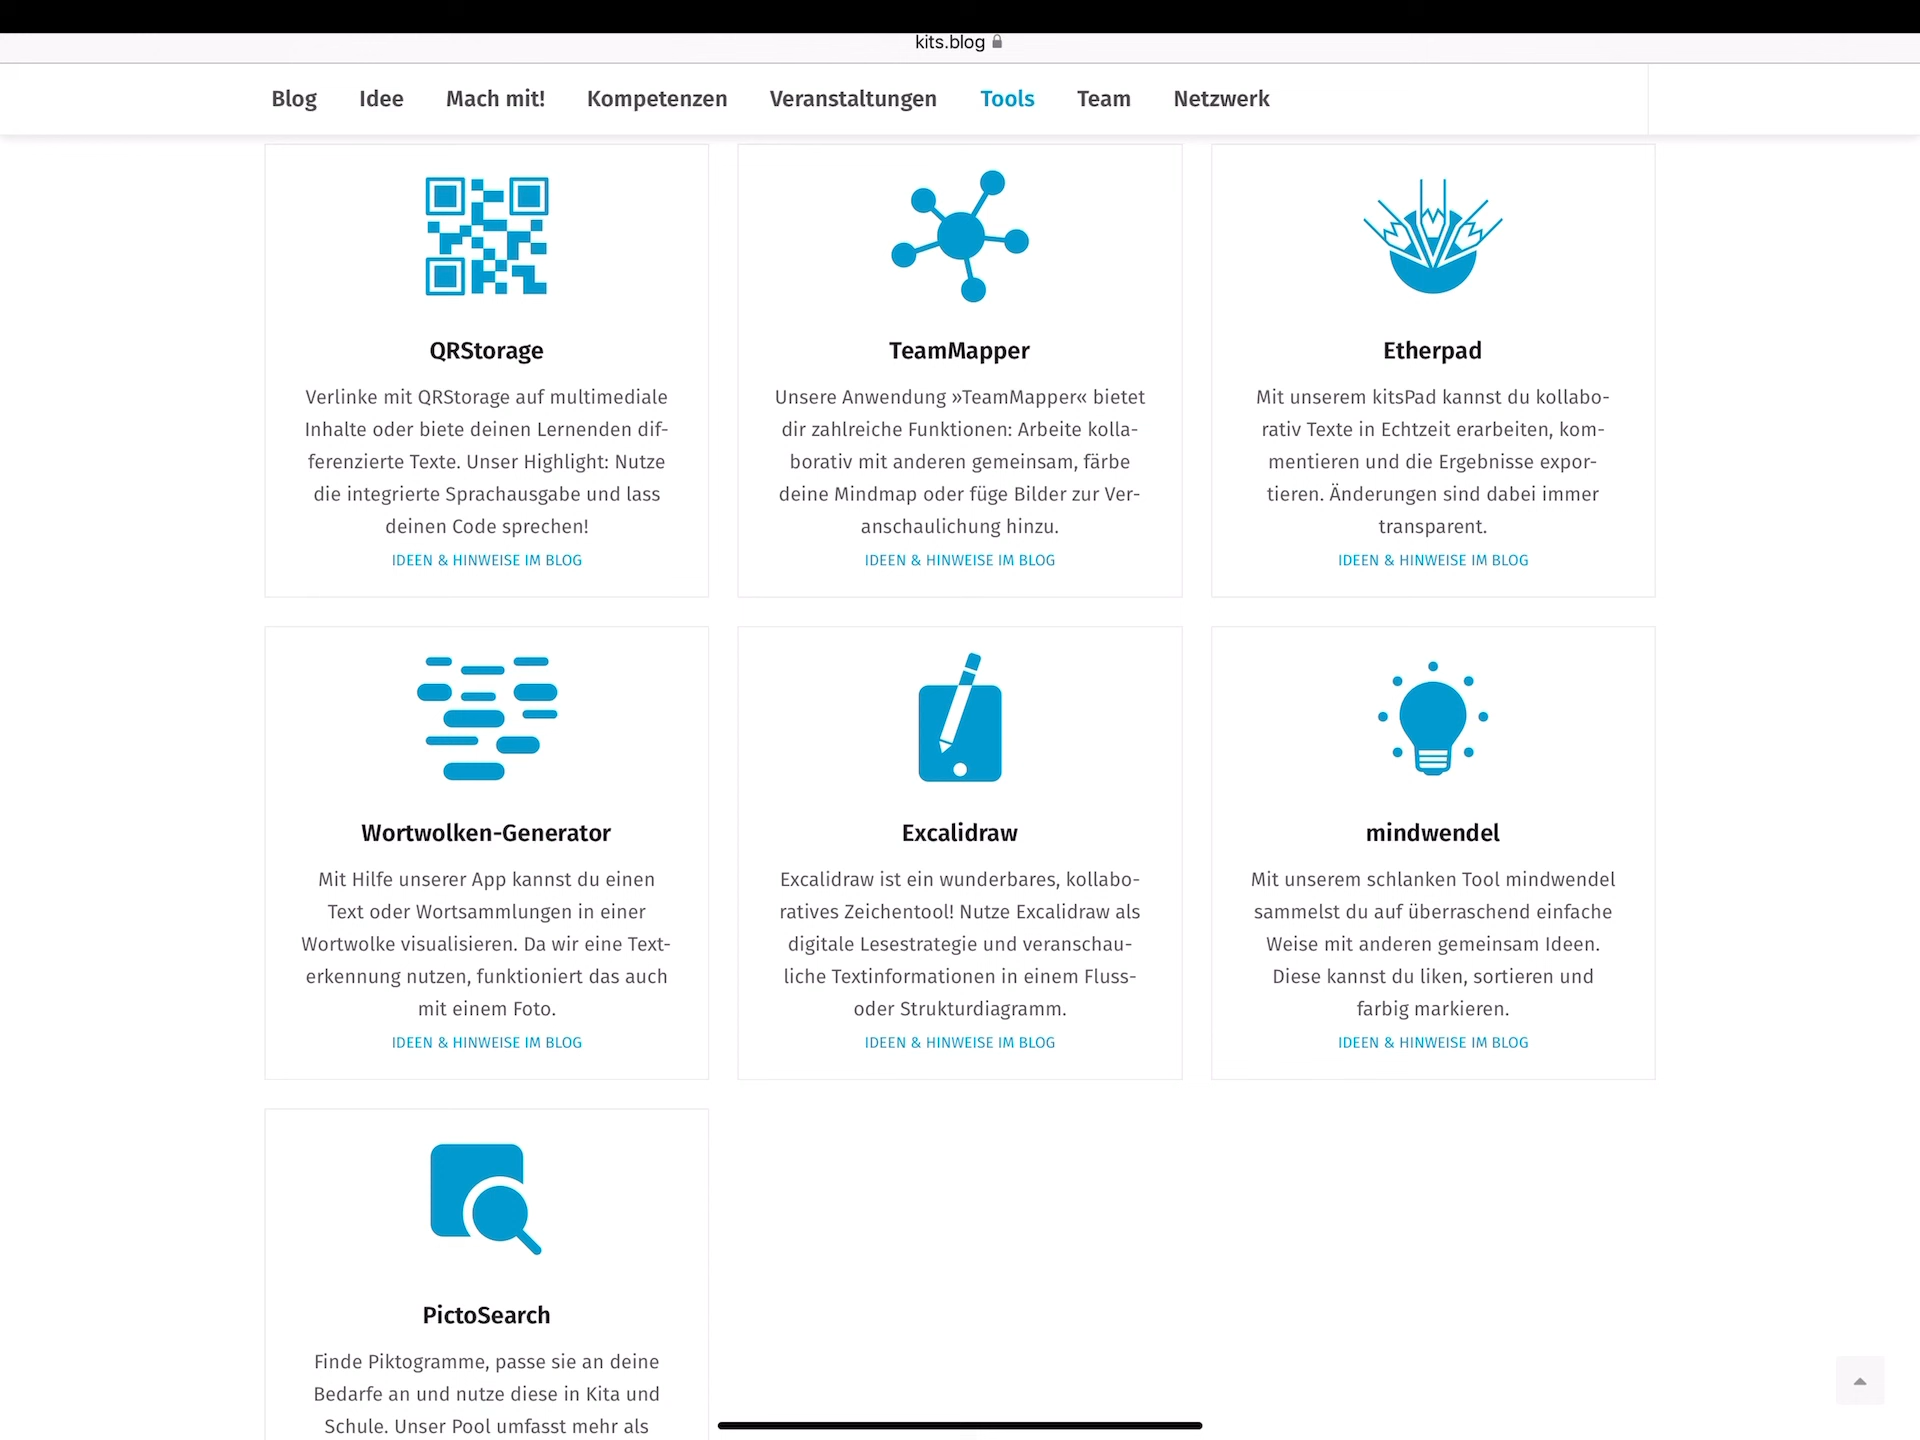 kits.blog
Blog Idee Mach mit! Kompetenzen Veranstaltungen Tools Team Netzwerk
QRStorage
Verlinke mit QRStorage auf multimediale
Inhalte oder biete deinen Lernenden dif-
ferenzierte Texte. Unser Highlight: Nutze
die integrierte Sprachausgabe und lass
deinen Code sprechen!
IDEEN & HINWEISE IM BLOG
TeamMapper
Unsere Anwendung »TeamMapper« bietet
dir zahlreiche Funktionen: Arbeite kolla-
borativ mit anderen gemeinsam, färbe
deine Mindmap oder füge Bilder zur Ver-
anschaulichung hinzu.
IDEEN & HINWEISE IM BLOG
Etherpad
Mit unserem kitsPad kannst du kollabo-
rativ Texte in Echtzeit erarbeiten, kom-
mentieren und die Ergebnisse expor-
tieren. Änderungen sind dabei immer
transparent.
IDEEN & HINWEISE IM BLOG
Wortwolken-Generator
Mit Hilfe unserer App kannst du einen
Text oder Wortsammlungen in einer
Wortwolke visualisieren. Da wir eine Text-
erkennung nutzen, funktioniert das auch
mit einem Foto.
IDEEN & HINWEISE IM BLOG
Excalidraw
Excalidraw ist ein wunderbares, kollabo-
ratives Zeichentool! Nutze Excalidraw als
digitale Lesestrategie und veranschau-
liche Textinformationen in einem Fluss-
oder Strukturdiagramm.
IDEEN & HINWEISE IM BLOG
mindwendel
Mit unserem schlanken Tool mindwendel
sammelst du auf überraschend einfache
Weise mit anderen gemeinsam Ideen.
Diese kannst du liken, sortieren und
farbig markieren.
IDEEN & HINWEISE IM BLOG
PictoSearch
Finde Piktogramme, passe sie an deine
Bedarfe an und nutze diese in Kita und
Schule. Unser Pool umfasst mehr als